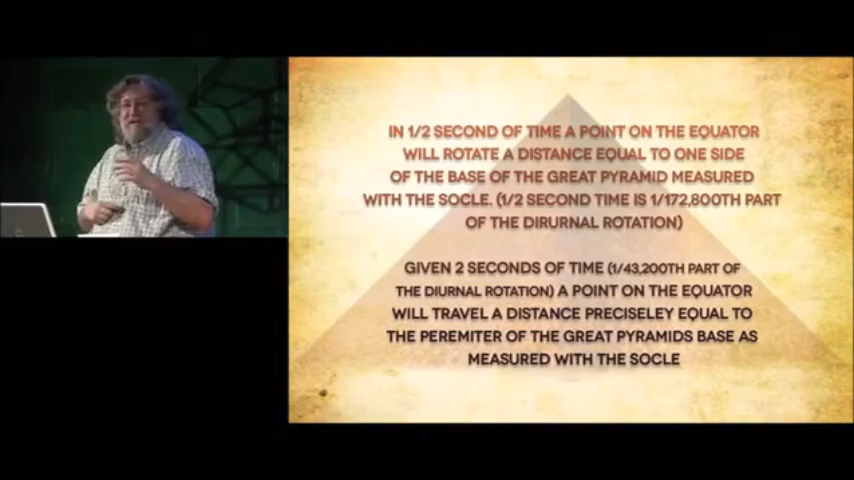 IN 1/2 SECOND OF TIME A POINT ON THE EQUATOR
WILL ROTATE A DISTANCE EQUAL TO ONE SIDE
OF THE BASE OF THE GREAT PYRAMID MEASURED
WITH THE SOCLE. (1/2 SECOND TIME IS 1/172,800TH PART
OF THE DIRURNAL ROTATION)
GIVEN 2 SECONDS OF TIME (1/43,200TH PART OF
THE DIURNAL ROTATION) A POINT ON THE EQUATOR
WILL TRAVEL A DISTANCE PRECISELEY EQUAL TO
THE PEREMITER OF THE GREAT PYRAMIDS BASE AS
MEASURED WITH THE SOCLE